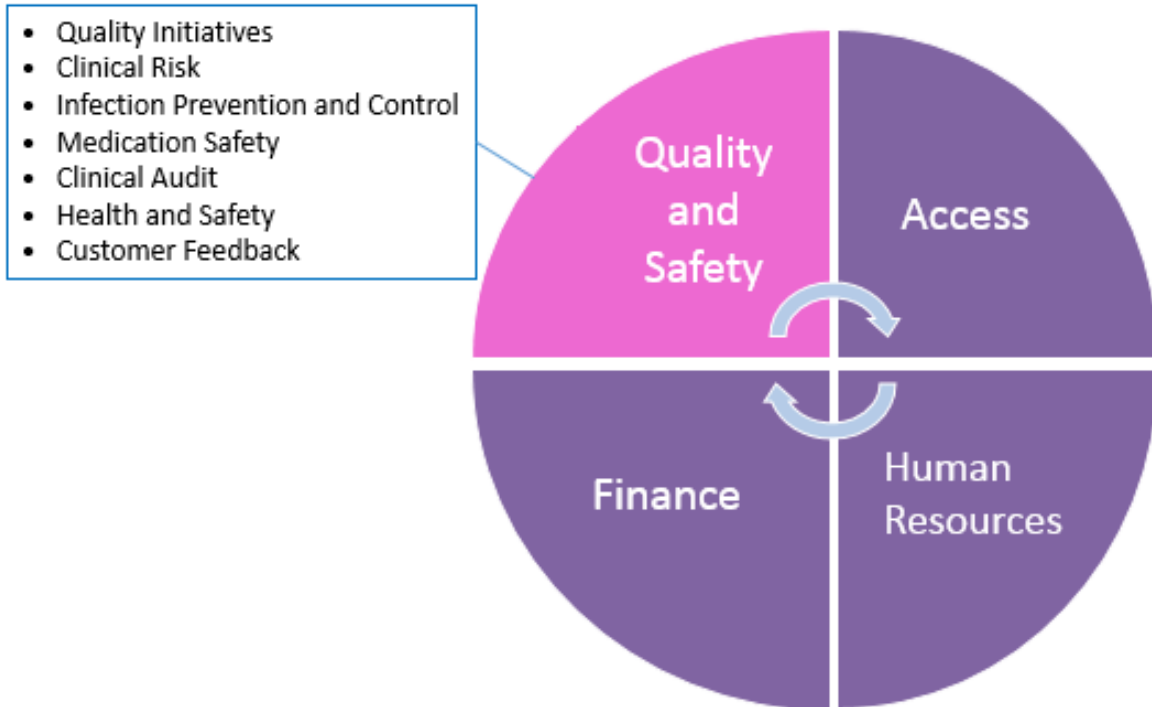 • Quality Initiatives
• Clinical Risk
• Infection Prevention and Control
• Medication Safety
• Clinical Audit
• Health and Safety
• Customer Feedback
Quality
and
Safety
Access
Finance
Human
Resources